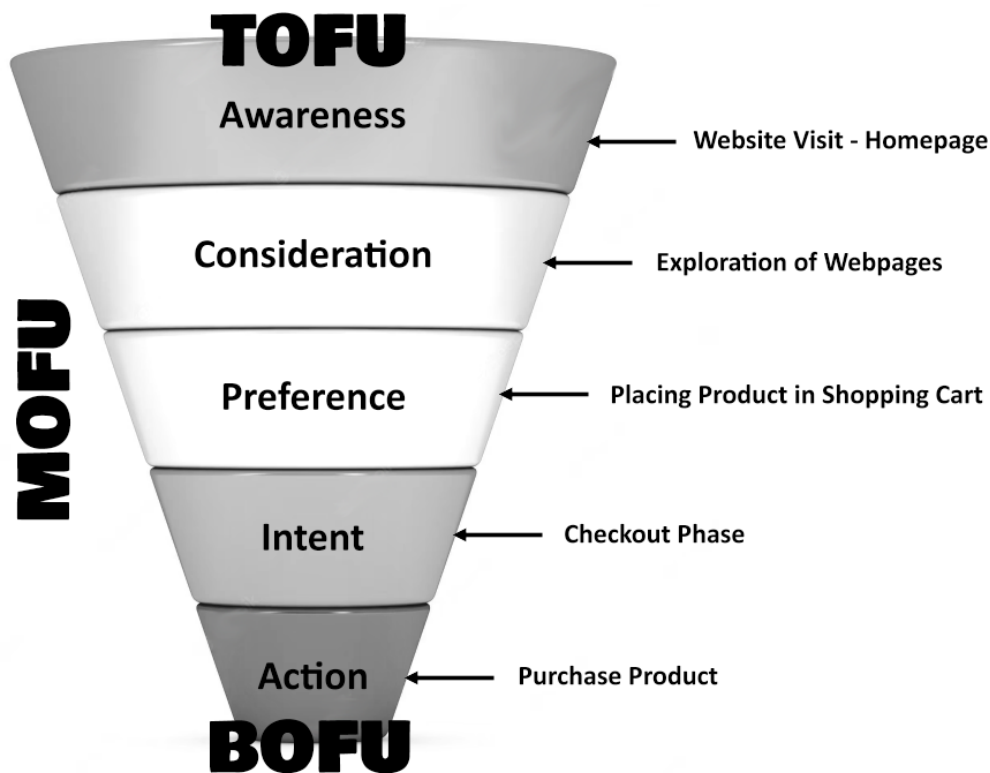 TOFU
Awareness
Website Visit - Homepage
Consideration
Exploration of Webpages
MOFU
Preference
Placing Product in Shopping Cart
Intent
Checkout Phase
Action
Purchase Product
BOFU